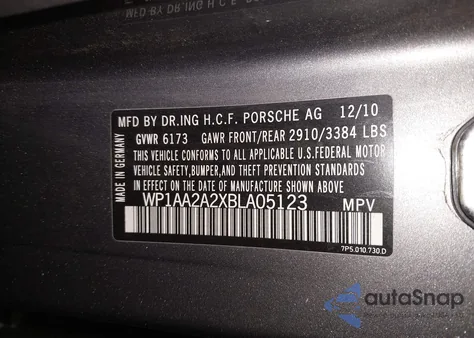 MFD BY DR.ING H.C.F. PORSCHE AG 12/10
GVWR 6173 GAWR FRONT/REAR 2910/3384 LBS
THIS VEHICLE CONFORMS TO ALL APPLICABLE U.S.FEDERAL MOTOR
VEHICLE SAFETY,BUMPER, AND THEFT PREVENTION STANDARDS
IN EFFECT ON THE DATE OF MANUFACTURE SHOWN ABOVE.
WP1AA2A2XBLA05123 MPV
7P5.010.730.D
MADE IN GERMANY
autoSnap